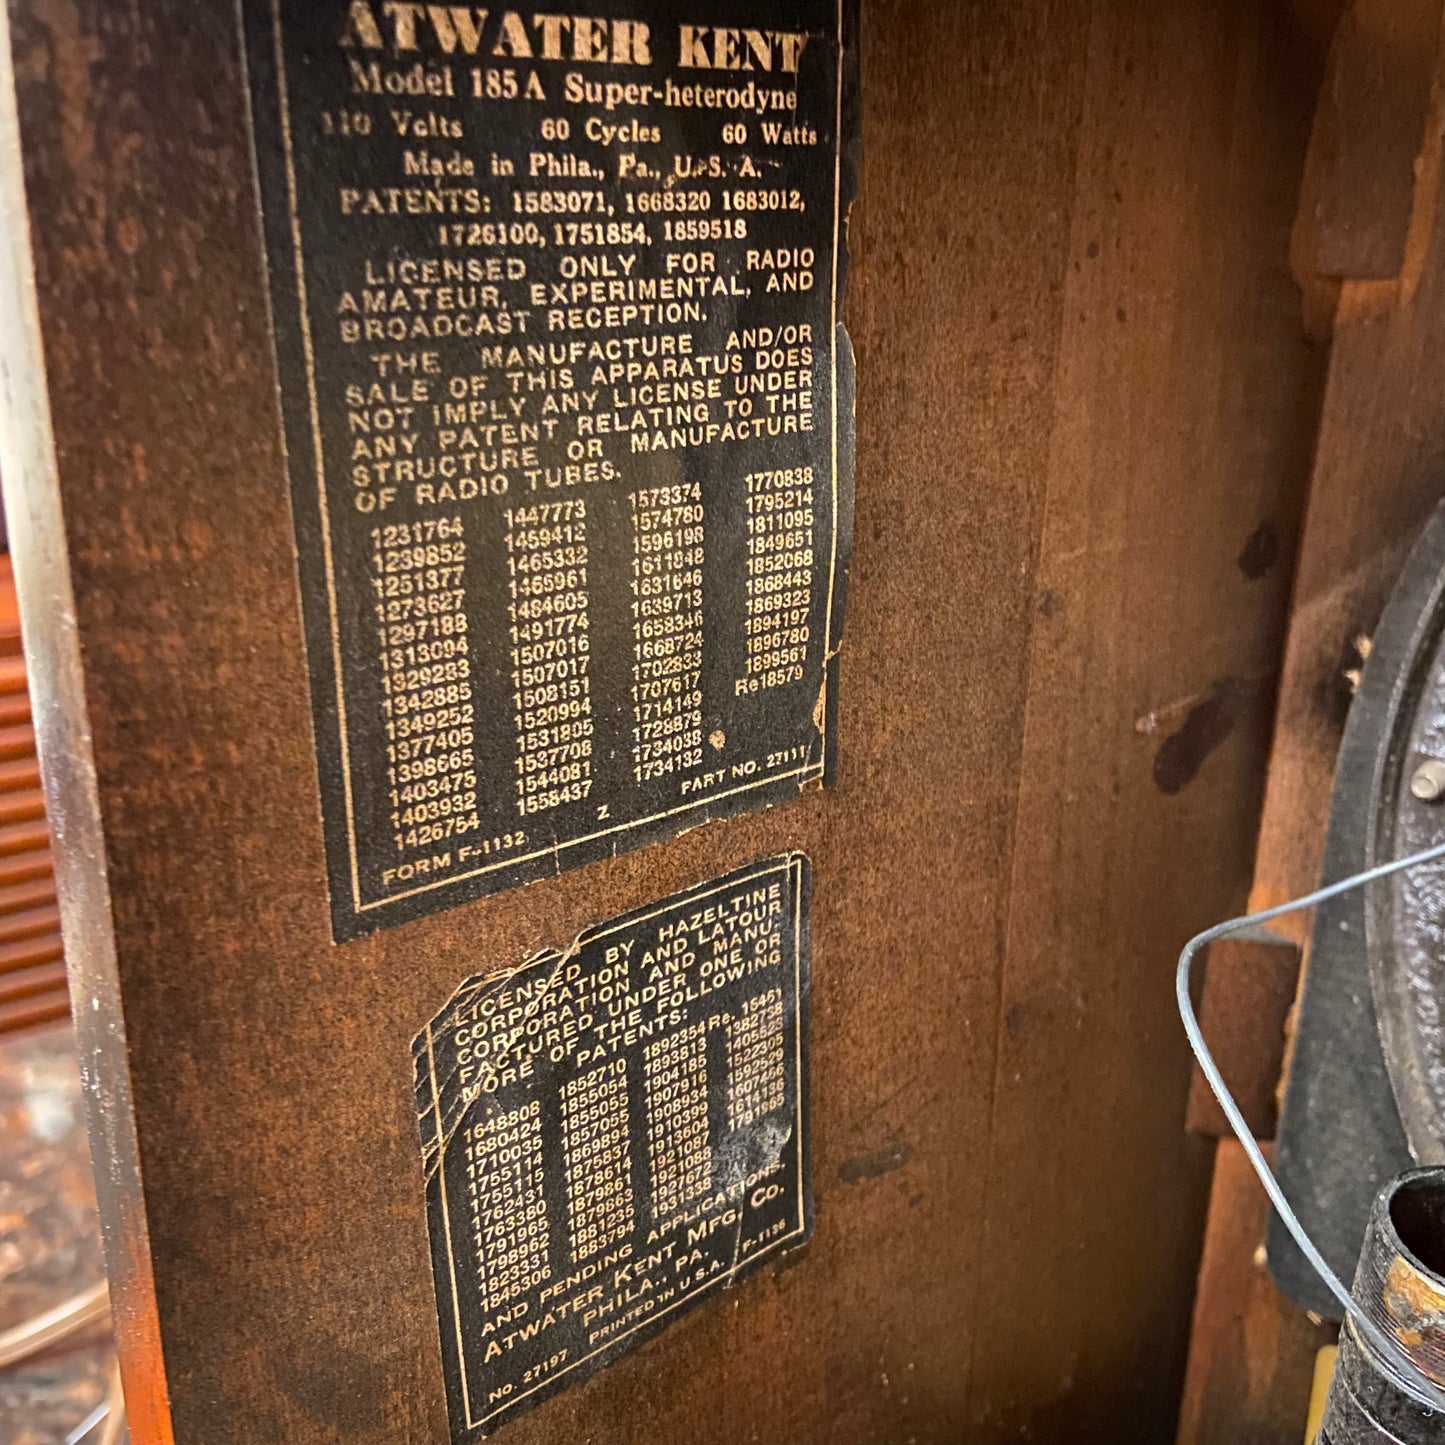 ATWATER KENT
Model 185A Super-heterodyne
110 Volts 60 Cycles 60 Watts
Made in Phila., Pa., U.S.A.
PATENTS: 1583071, 1668320 1683012,
1726100, 1751854, 1859518
LICENSED ONLY FOR RADIO
AMATEUR, EXPERIMENTAL, AND
BROADCAST RECEPTION.
THE MANUFACTURE AND/OR
SALE OF THIS APPARATUS DOES
NOT IMPLY ANY LICENSE UNDER
ANY PATENT RELATING TO THE
STRUCTURE OR MANUFACTURE
OF RADIO TUBES.
1231764 1447773 1573374 1770838
1239852 1459412 1574780 1795214
1251377 1465332 1596198 1811095
1273627 1465961 1611848 1849651
1297188 1484605 1631646 1852068
1313094 1491774 1639713 1868443
1329283 1507016 1658346 1869323
1342885 1507017 1668724 1894197
1349252 1508151 1702833 1896780
1377405 1520994 1707617 1899561
1398665 1531805 1714149 Re18579
1403475 1537708 1728879
1403932 1544081 1734038
1426754 1558437 1734132
FORM F-1132 Z PART NO. 27111
LICENSED BY HAZELTINE
CORPORATION AND LATOUR
CORPORATION AND MANU-
FACTURED UNDER ONE OR
MORE OF THE FOLLOWING
PATENTS:
1648808 1852710 1892354 Re. 16461
1680424 1855054 1893813 1382738
1710035 1855055 1904185 1405523
1755114 1857055 1907916 1522305
1755115 1869894 1908934 1592529
1762431 1875837 1910399 1607466
1763380 1878614 1913604 1614136
1791965 1879861 1921087 1791965
1798962 1879863 1921088
1823331 1881235 1927672
1845306 1883794 1931338
AND PENDING APPLICATIONS.
ATWATER KENT MFG. CO.
PHILA., PA.
NO. 27197 PRINTED IN U.S.A. F-1136